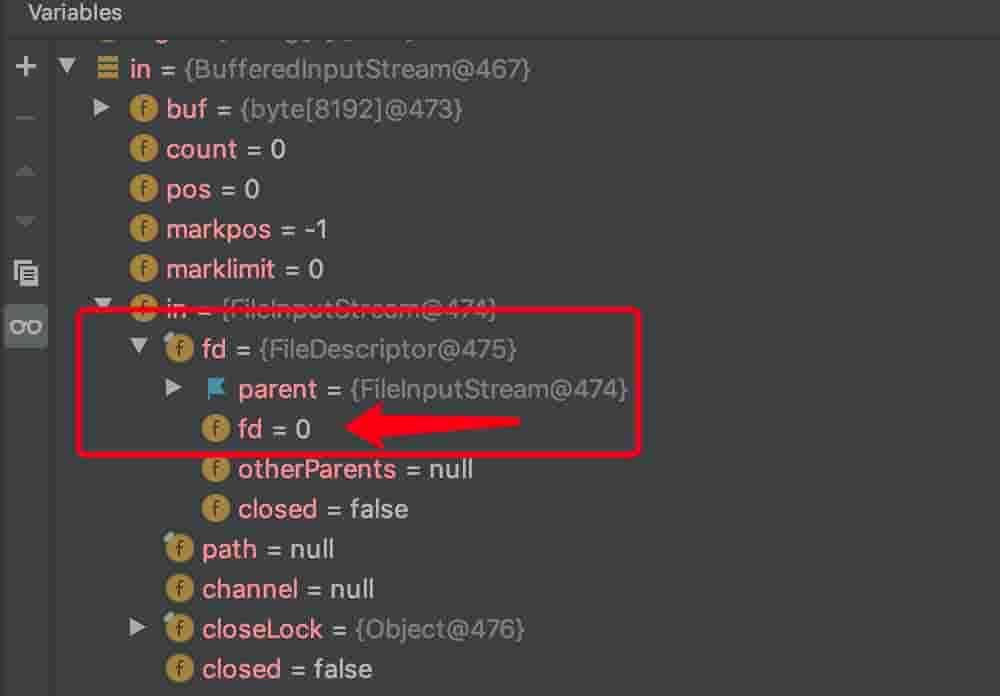 Variables
in = {BufferedInputStream@467}
buf = {byte[8192]@473}
count = 0
pos = 0
markpos = -1
marklimit = 0
in = {FileInputStream@474}
fd = {FileDescriptor@475}
parent = {FileInputStream@474}
fd = 0
otherParents = null
closed = false
path = null
channel = null
closeLock = {Object@476}
closed = false